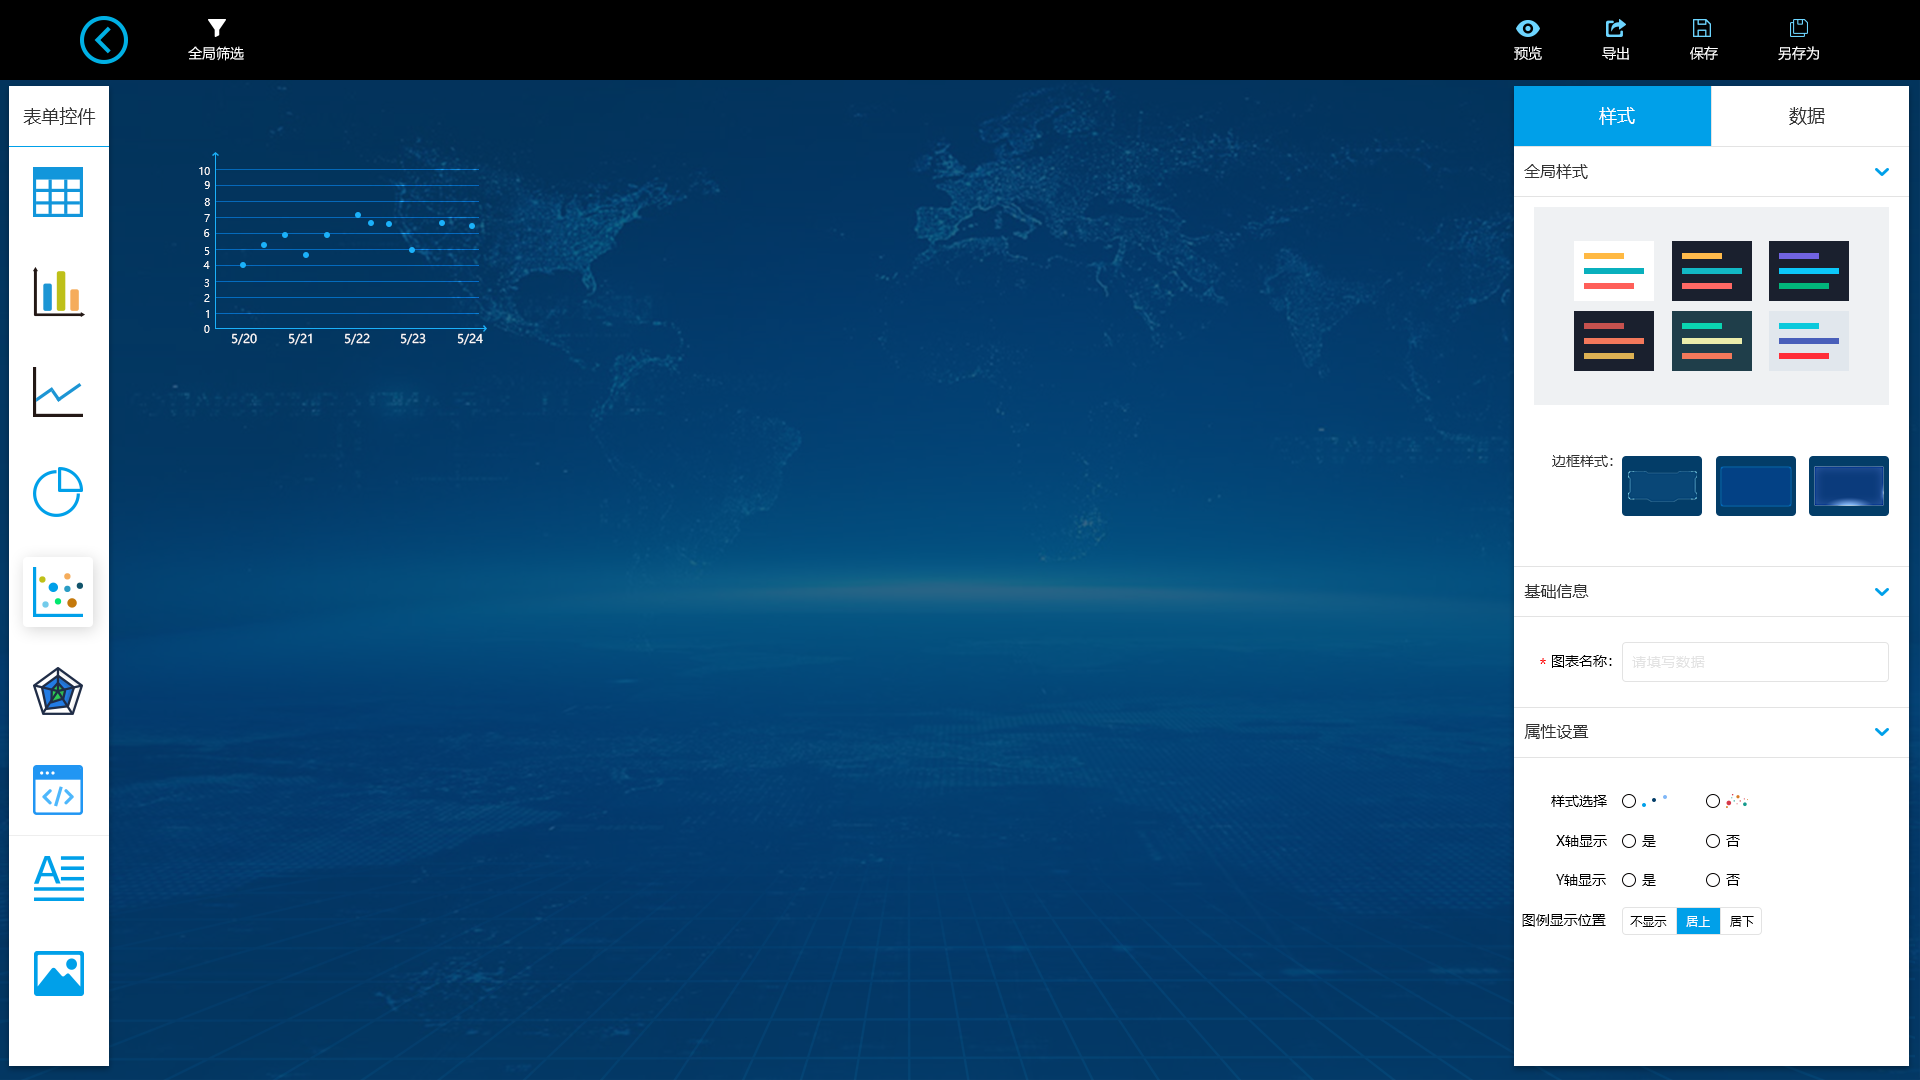 全局筛选
预览
导出
保存
另存为
表单控件
10
9
8
7
6
5
4
3
2
1
0
5/20 5/21 5/22 5/23 5/24
样式 数据
全局样式
边框样式：
基础信息
* 图表名称： 请填写数据
属性设置
样式选择
X轴显示 是 否
Y轴显示 是 否
图例显示位置 不显示 居上 居下